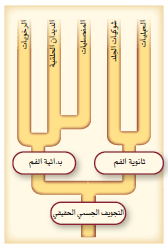 الحبليات
شوكيات الجلد
المفصليات
الديدان الحلقية
الرخويات
ثانوية الفم
بدائية الفم
التجويف الجسمي الحقيقي